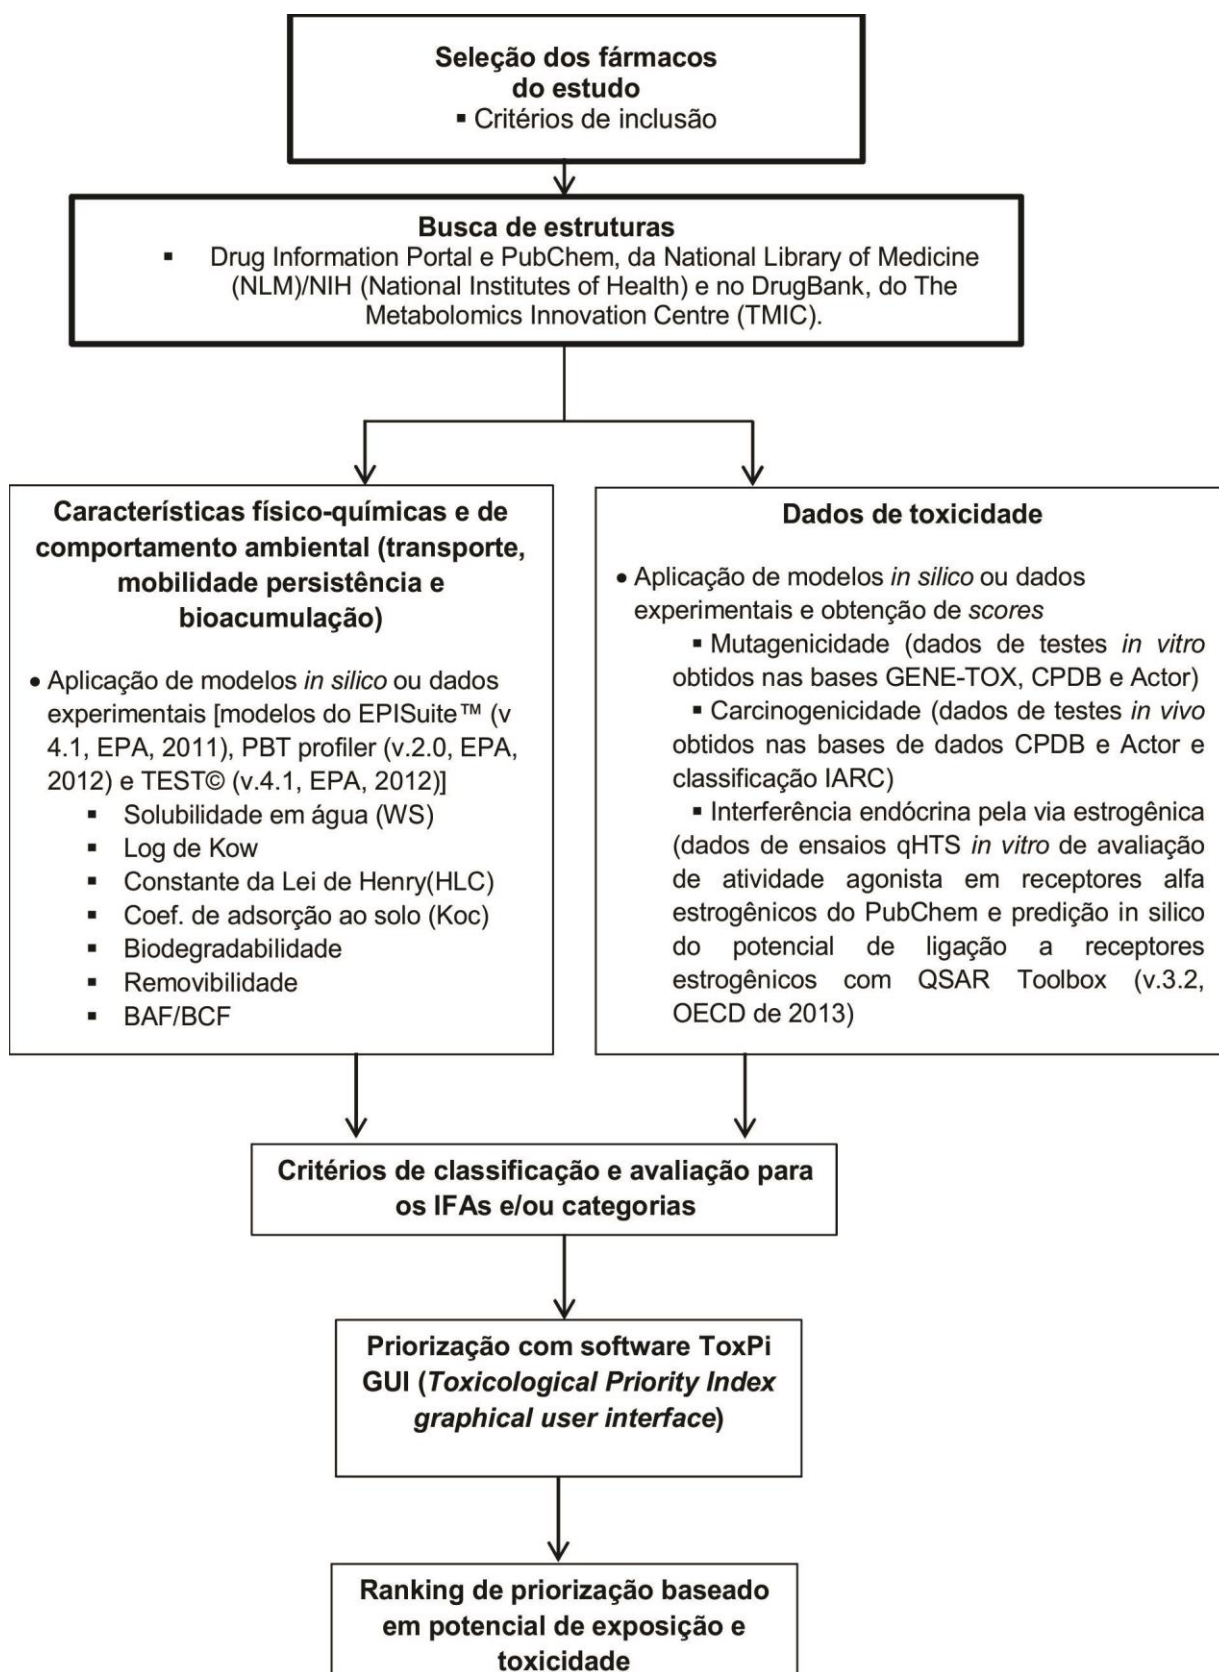 Seleção dos fármacos
do estudo
▪ Critérios de inclusão
Busca de estruturas
▪ Drug Information Portal e PubChem, da National Library of Medicine
(NLM)/NIH (National Institutes of Health) e no DrugBank, do The
Metabolomics Innovation Centre (TMIC).
Características físico-químicas e de
comportamento ambiental (transporte,
mobilidade persistência e
bioacumulação)
• Aplicação de modelos in silico ou dados
experimentais [modelos do EPISuite™ (v
4.1, EPA, 2011), PBT profiler (v.2.0, EPA,
2012) e TEST© (v.4.1, EPA, 2012)]
▪ Solubilidade em água (WS)
▪ Log de Kow
▪ Constante da Lei de Henry(HLC)
▪ Coef. de adsorção ao solo (Koc)
▪ Biodegradabilidade
▪ Removibilidade
▪ BAF/BCF
Dados de toxicidade
• Aplicação de modelos in silico ou dados
experimentais e obtenção de scores
▪ Mutagenicidade (dados de testes in vitro
obtidos nas bases GENE-TOX, CPDB e Actor)
▪ Carcinogenicidade (dados de testes in vivo
obtidos nas bases de dados CPDB e Actor e
classificação IARC)
▪ Interferência endócrina pela via estrogênica
(dados de ensaios qHTS in vitro de avaliação
de atividade agonista em receptores alfa
estrogênicos do PubChem e predição in silico
do potencial de ligação a receptores
estrogênicos com QSAR Toolbox (v.3.2,
OECD de 2013)
Critérios de classificação e avaliação para
os IFAs e/ou categorias
Priorização com software ToxPi
GUI (Toxicological Priority Index
graphical user interface)
Ranking de priorização baseado
em potencial de exposição e
toxicidade